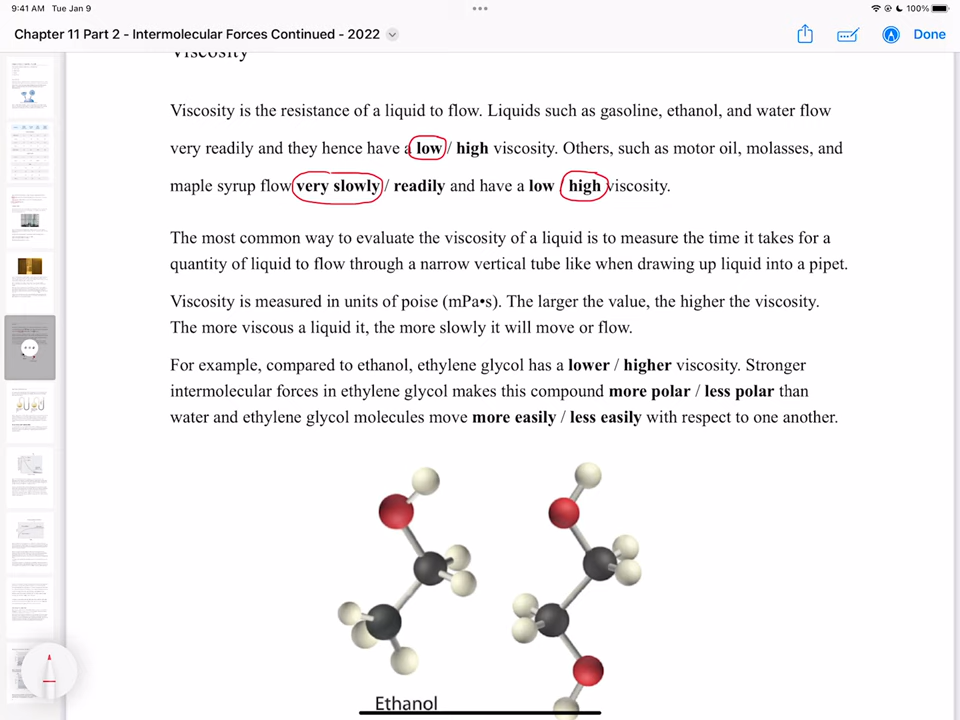 9:41 AM Tue Jan 9
100%
Chapter 11 Part 2 - Intermolecular Forces Continued - 2022
Done
Viscosity
Viscosity is the resistance of a liquid to flow. Liquids such as gasoline, ethanol, and water flow
very readily and they hence have a low / high viscosity. Others, such as motor oil, molasses, and
maple syrup flow very slowly / readily and have a low / high viscosity.
The most common way to evaluate the viscosity of a liquid is to measure the time it takes for a
quantity of liquid to flow through a narrow vertical tube like when drawing up liquid into a pipet.
Viscosity is measured in units of poise (mPa•s). The larger the value, the higher the viscosity.
The more viscous a liquid it, the more slowly it will move or flow.
For example, compared to ethanol, ethylene glycol has a lower / higher viscosity. Stronger
intermolecular forces in ethylene glycol makes this compound more polar / less polar than
water and ethylene glycol molecules move more easily / less easily with respect to one another.
Ethanol